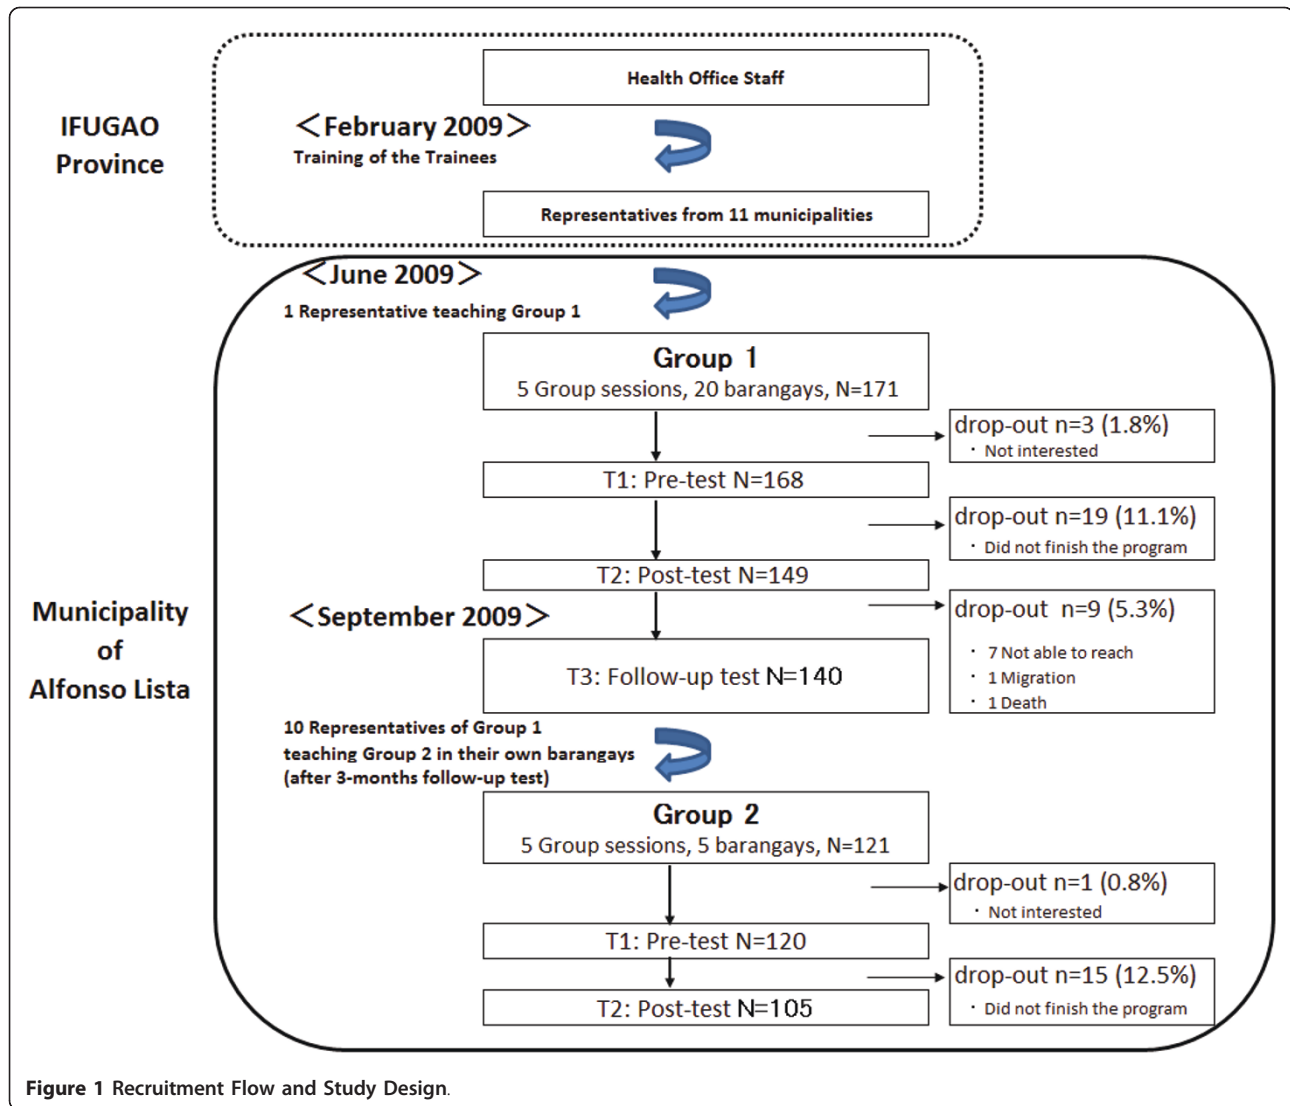 Health Office Staff
IFUGAO
Province
<February 2009>
Training of the Trainees
Representatives from 11 municipalities
<June 2009>
1 Representative teaching Group 1
Group 1
5 Group sessions, 20 barangays, N=171
drop-out n=3 (1.8%)
・ Not interested
T1: Pre-test N=168
drop-out n=19 (11.1%)
・ Did not finish the program
T2: Post-test N=149
Municipality
of
Alfonso Lista
<September 2009>
drop-out n=9 (5.3%)
・ 7 Not able to reach
・ 1 Migration
・ 1 Death
T3: Follow-up test N=140
10 Representatives of Group 1
teaching Group 2 in their own barangays
(after 3-months follow-up test)
Group 2
5 Group sessions, 5 barangays, N=121
drop-out n=1 (0.8%)
・ Not interested
T1: Pre-test N=120
drop-out n=15 (12.5%)
・ Did not finish the program
T2: Post-test N=105
Figure 1 Recruitment Flow and Study Design.